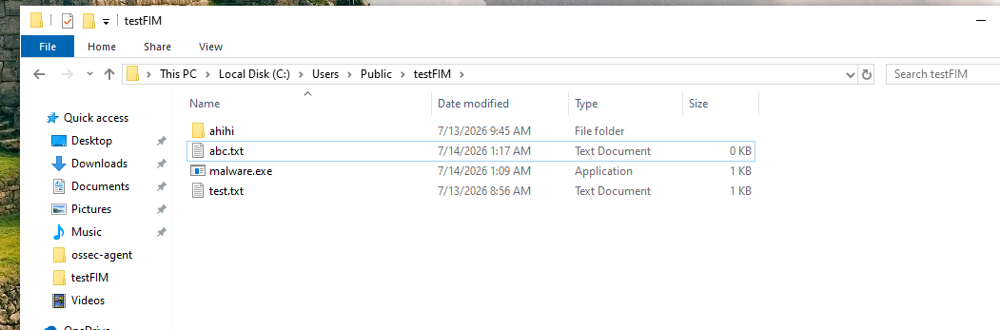 testFIM
File Home Share View
This PC Local Disk (C:) Users Public testFIM
Search testFIM
Name Date modified Type Size
Quick access
Desktop
Downloads
Documents
Pictures
Music
ossec-agent
testFIM
Videos
OneDrive
ahihi 7/13/2026 9:45 AM File folder
abc.txt 7/14/2026 1:17 AM Text Document 0 KB
malware.exe 7/14/2026 1:09 AM Application 1 KB
test.txt 7/13/2026 8:56 AM Text Document 1 KB